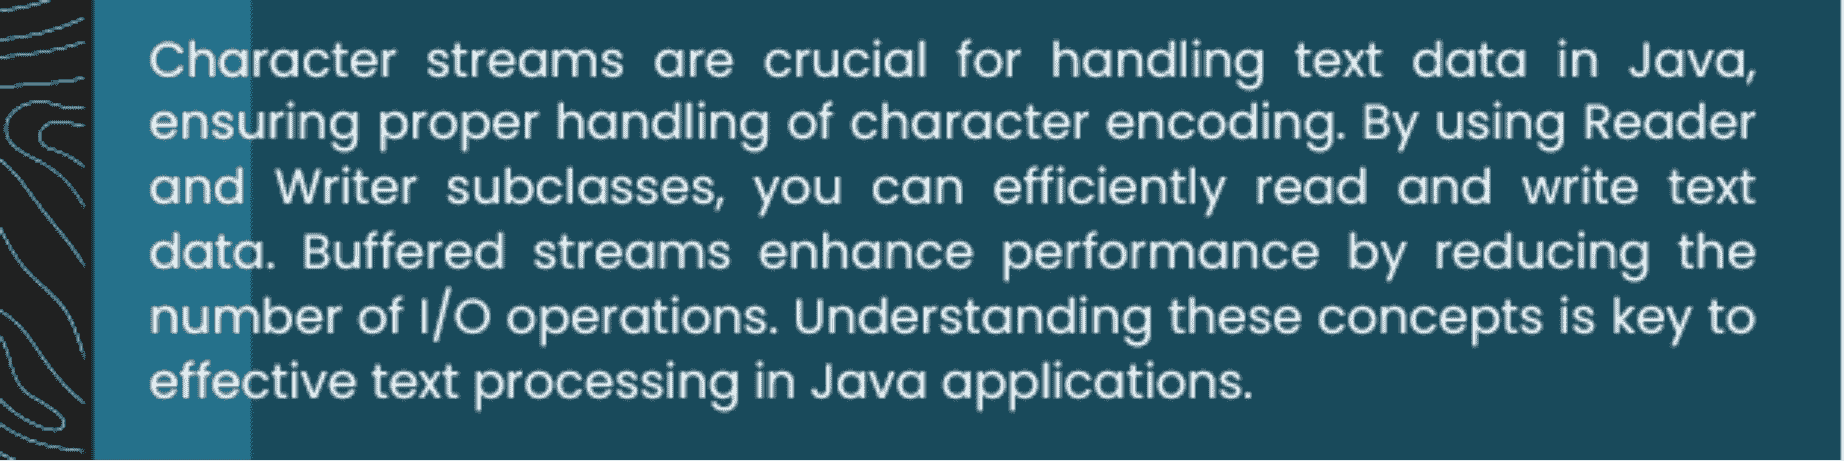 Character streams are crucial for handling text data in Java,
ensuring proper handling of character encoding. By using Reader
and Writer subclasses, you can efficiently read and write text
data. Buffered streams enhance performance by reducing the
number of I/O operations. Understanding these concepts is key to
effective text processing in Java applications.